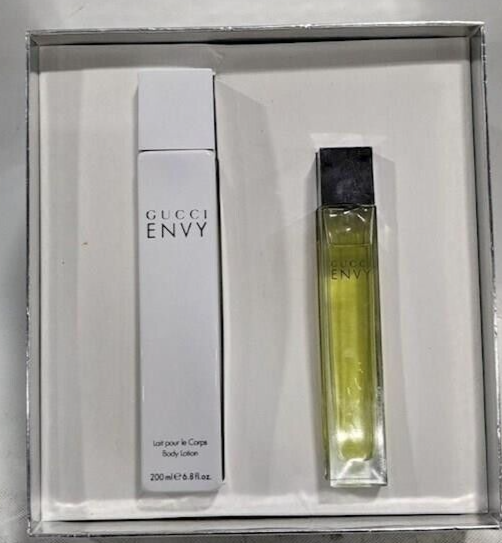 GUCCI
ENVY
Lait pour le Corps
Body Lotion
200 ml ℮ 6.8 fl.oz.
GUCCI
ENVY